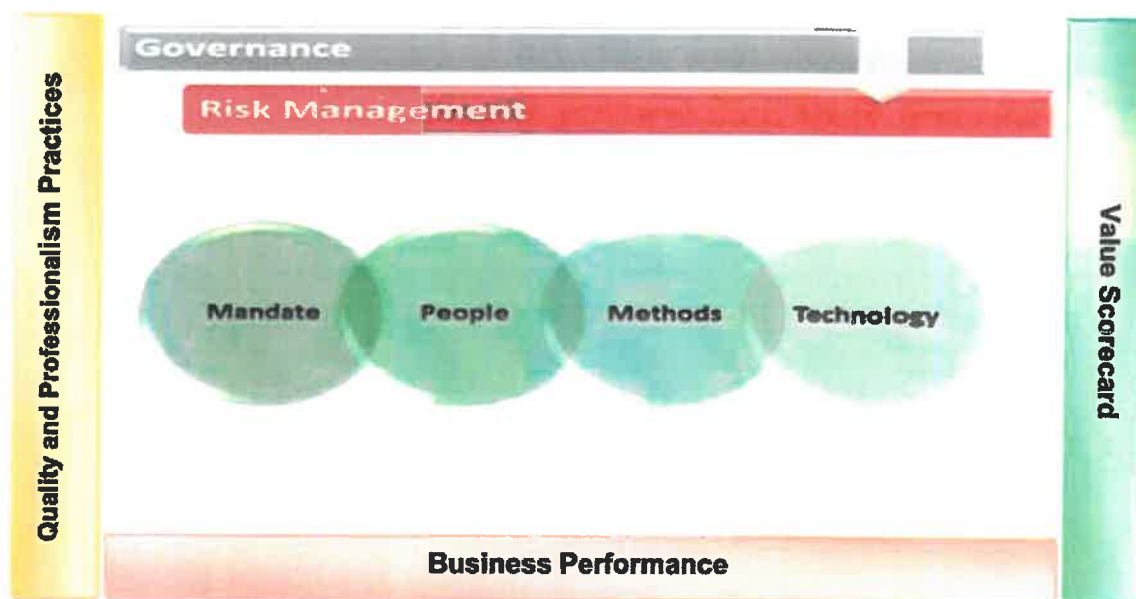 Governance
Risk Management
Quality and Professionalism Practices
Mandate
People
Methods
Technology
Value Scorecard
Business Performance